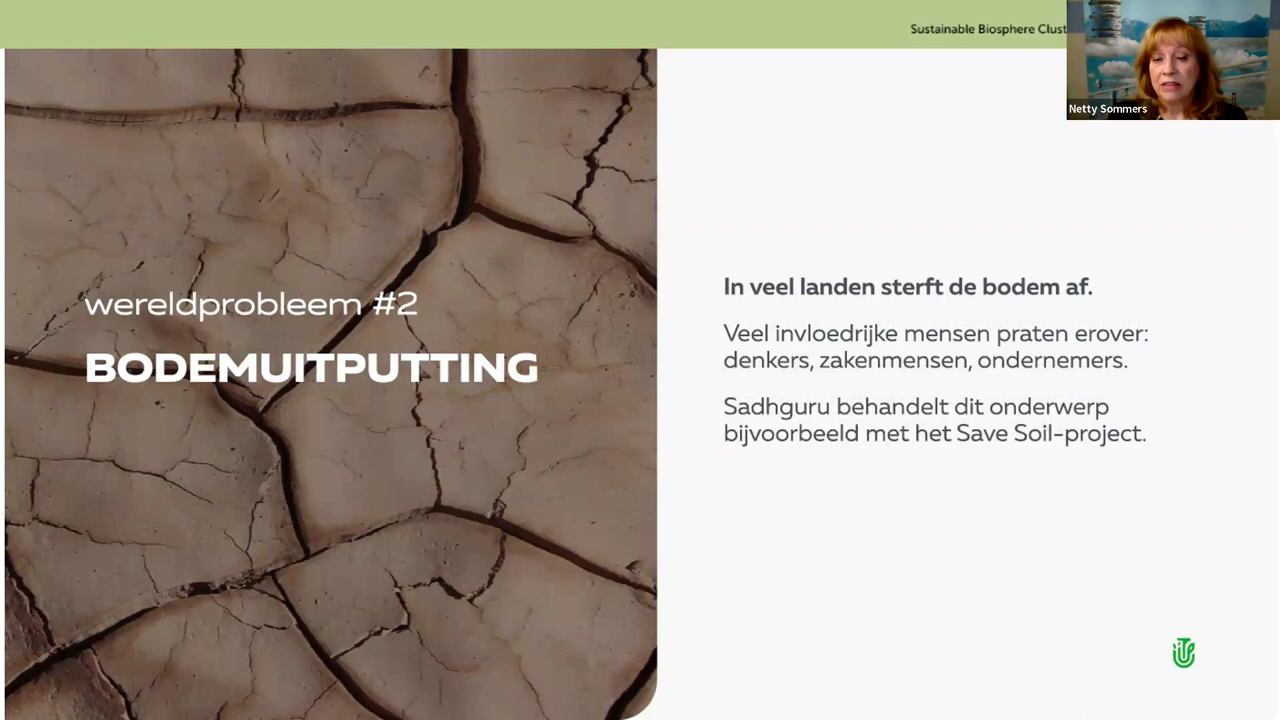 Sustainable Biosphere Clust
Netty Sommers
wereldprobleem #2
BODEMUITPUTTING
In veel landen sterft de bodem af.
Veel invloedrijke mensen praten erover:
denkers, zakenmensen, ondernemers.
Sadhguru behandelt dit onderwerp
bijvoorbeeld met het Save Soil-project.